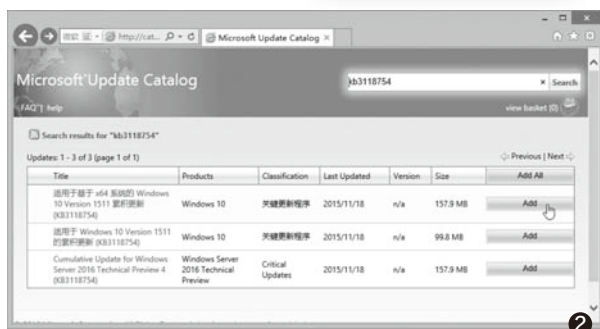 http://cat...
Microsoft Update Catalog ×
Microsoft Update Catalog
kb3118754 × Search
FAQ | help
view basket (0)
Search results for "kb3118754"
Updates: 1 - 3 of 3 (page 1 of 1)
Previous | Next
Title Products Classification Last Updated Version Size Add All
适用于基于 x64 系统的 Windows
10 Version 1511 累积更新
(KB3118754)
Windows 10 关键更新程序 2015/11/18 n/a 157.9 MB Add
适用于 Windows 10 Version 1511
的累积更新 (KB3118754)
Windows 10 关键更新程序 2015/11/18 n/a 99.8 MB Add
Cumulative Update for Windows
Server 2016 Technical Preview 4
(KB3118754)
Windows Server
2016 Technical
Preview
Critical
Updates
2015/11/18 n/a 157.9 MB Add
2